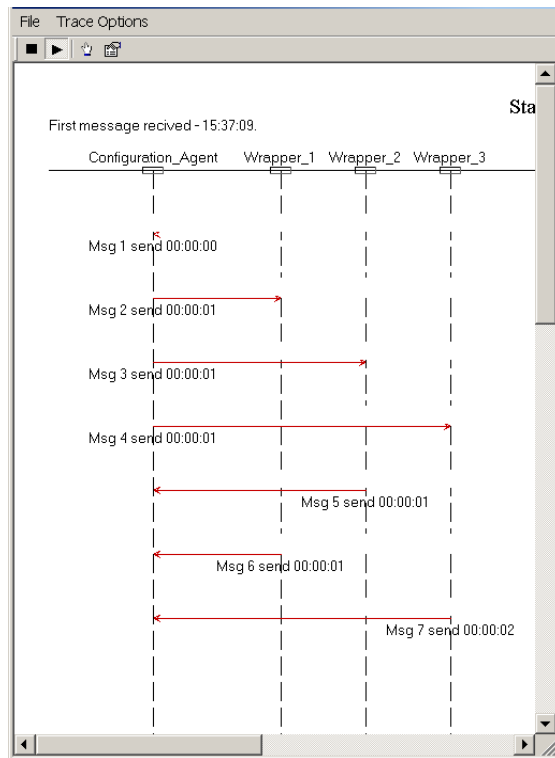 File Trace Options
Sta
First message recived - 15:37:09.
Configuration_Agent Wrapper_1 Wrapper_2 Wrapper_3
Msg 1 send 00:00:00
Msg 2 send 00:00:01
Msg 3 send 00:00:01
Msg 4 send 00:00:01
Msg 5 send 00:00:01
Msg 6 send 00:00:01
Msg 7 send 00:00:02